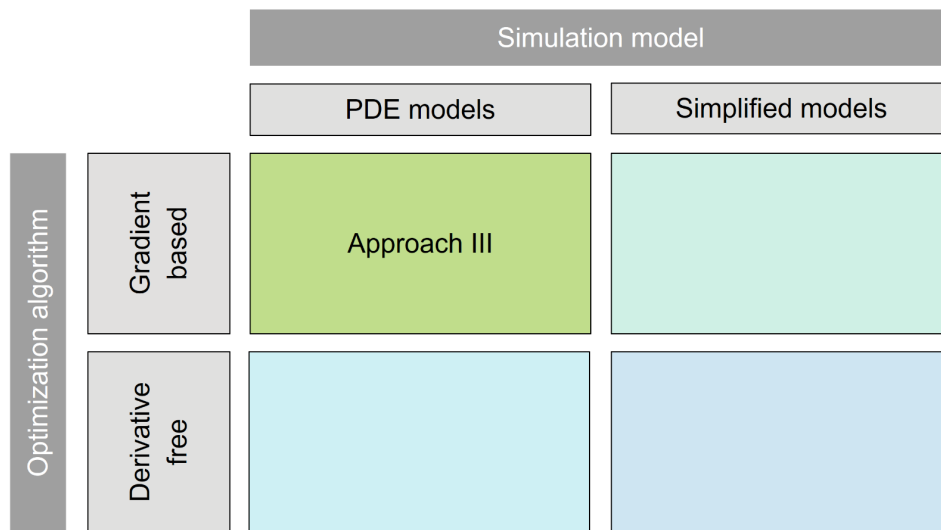 Simulation model
PDE models
Simplified models
Optimization algorithm
Gradient
based
Approach III
Derivative
free